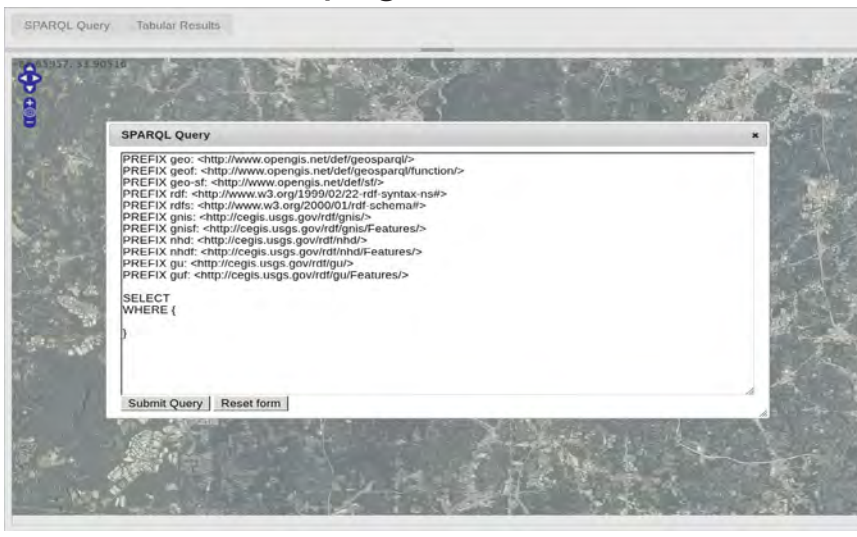 SPARQL Query Tabular Results
SPARQL Query
PREFIX geo: <http://www.opengis.net/def/geosparql/>
PREFIX geof: <http://www.opengis.net/def/geosparql/function/>
PREFIX geo-sf: <http://www.opengis.net/def/sf/>
PREFIX rdf: <http://www.w3.org/1999/02/22-rdf-syntax-ns#>
PREFIX rdfs: <http://www.w3.org/2000/01/rdf-schema#>
PREFIX gnis: <http://cegis.usgs.gov/rdf/gnis/>
PREFIX gnisf: <http://cegis.usgs.gov/rdf/gnis/Features/>
PREFIX nhd: <http://cegis.usgs.gov/rdf/nhd/>
PREFIX nhdf: <http://cegis.usgs.gov/rdf/nhd/Features/>
PREFIX gu: <http://cegis.usgs.gov/rdf/gu/>
PREFIX guf: <http://cegis.usgs.gov/rdf/gu/Features/>
SELECT
WHERE {
}
Submit Query Reset form